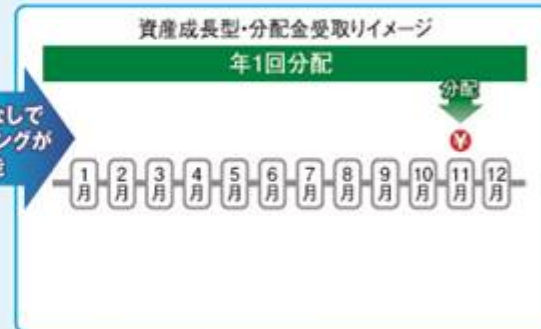 資産成長型・分配金受取りイメージ
年1回分配
分配
¥
なしで
ングが
1月 2月 3月 4月 5月 6月 7月 8月 9月 10月 11月 12月